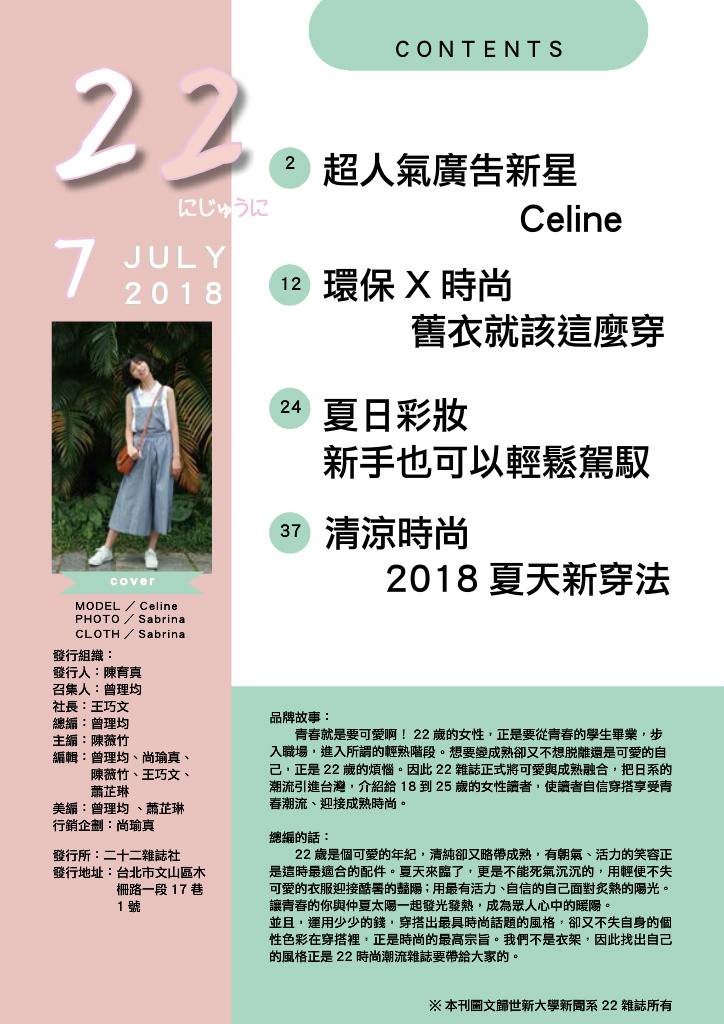 CONTENTS
22
にじゅうに
7 JULY
2018
2 超人氣廣告新星
Celine
12 環保 X 時尚
舊衣就該這麼穿
24 夏日彩妝
新手也可以輕鬆駕馭
37 清涼時尚
2018 夏天新穿法
cover
MODEL ／ Celine
PHOTO ／ Sabrina
CLOTH ／ Sabrina
發行組織：
發行人：陳育真
召集人：曾理均
社長：王巧文
總編：曾理均
主編：陳薇竹
編輯：曾理均、尚瑜真、
陳薇竹、王巧文、
蕭芷琳
美編：曾理均 、蕭芷琳
行銷企劃：尚瑜真
發行所：二十二雜誌社
發行地址：台北市文山區木
柵路一段 17 巷
1 號
品牌故事：
青春就是要可愛啊！ 22 歲的女性，正是要從青春的學生畢業，步
入職場，進入所謂的輕熟階段。想要變成熟卻又不想脫離還是可愛的自
己，正是 22 歲的煩惱。因此 22 雜誌正式將可愛與成熟融合，把日系的
潮流引進台灣，介紹給 18 到 25 歲的女性讀者，使讀者自信穿搭享受青
春潮流、迎接成熟時尚。
總編的話：
22 歲是個可愛的年紀，清純卻又略帶成熟，有朝氣、活力的笑容正
是這時最適合的配件。夏天來臨了，更是不能死氣沉沉的，用輕便不失
可愛的衣服迎接酷暑的豔陽；用最有活力、自信的自己面對炙熱的陽光。
讓青春的你與仲夏太陽一起發光發熱，成為眾人心中的暖陽。
並且，運用少少的錢，穿搭出最具時尚話題的風格，卻又不失自身的個
性色彩在穿搭裡，正是時尚的最高宗旨。我們不是衣架，因此找出自己
的風格正是 22 時尚潮流雜誌要帶給大家的。
※ 本刊圖文歸世新大學新聞系 22 雜誌所有